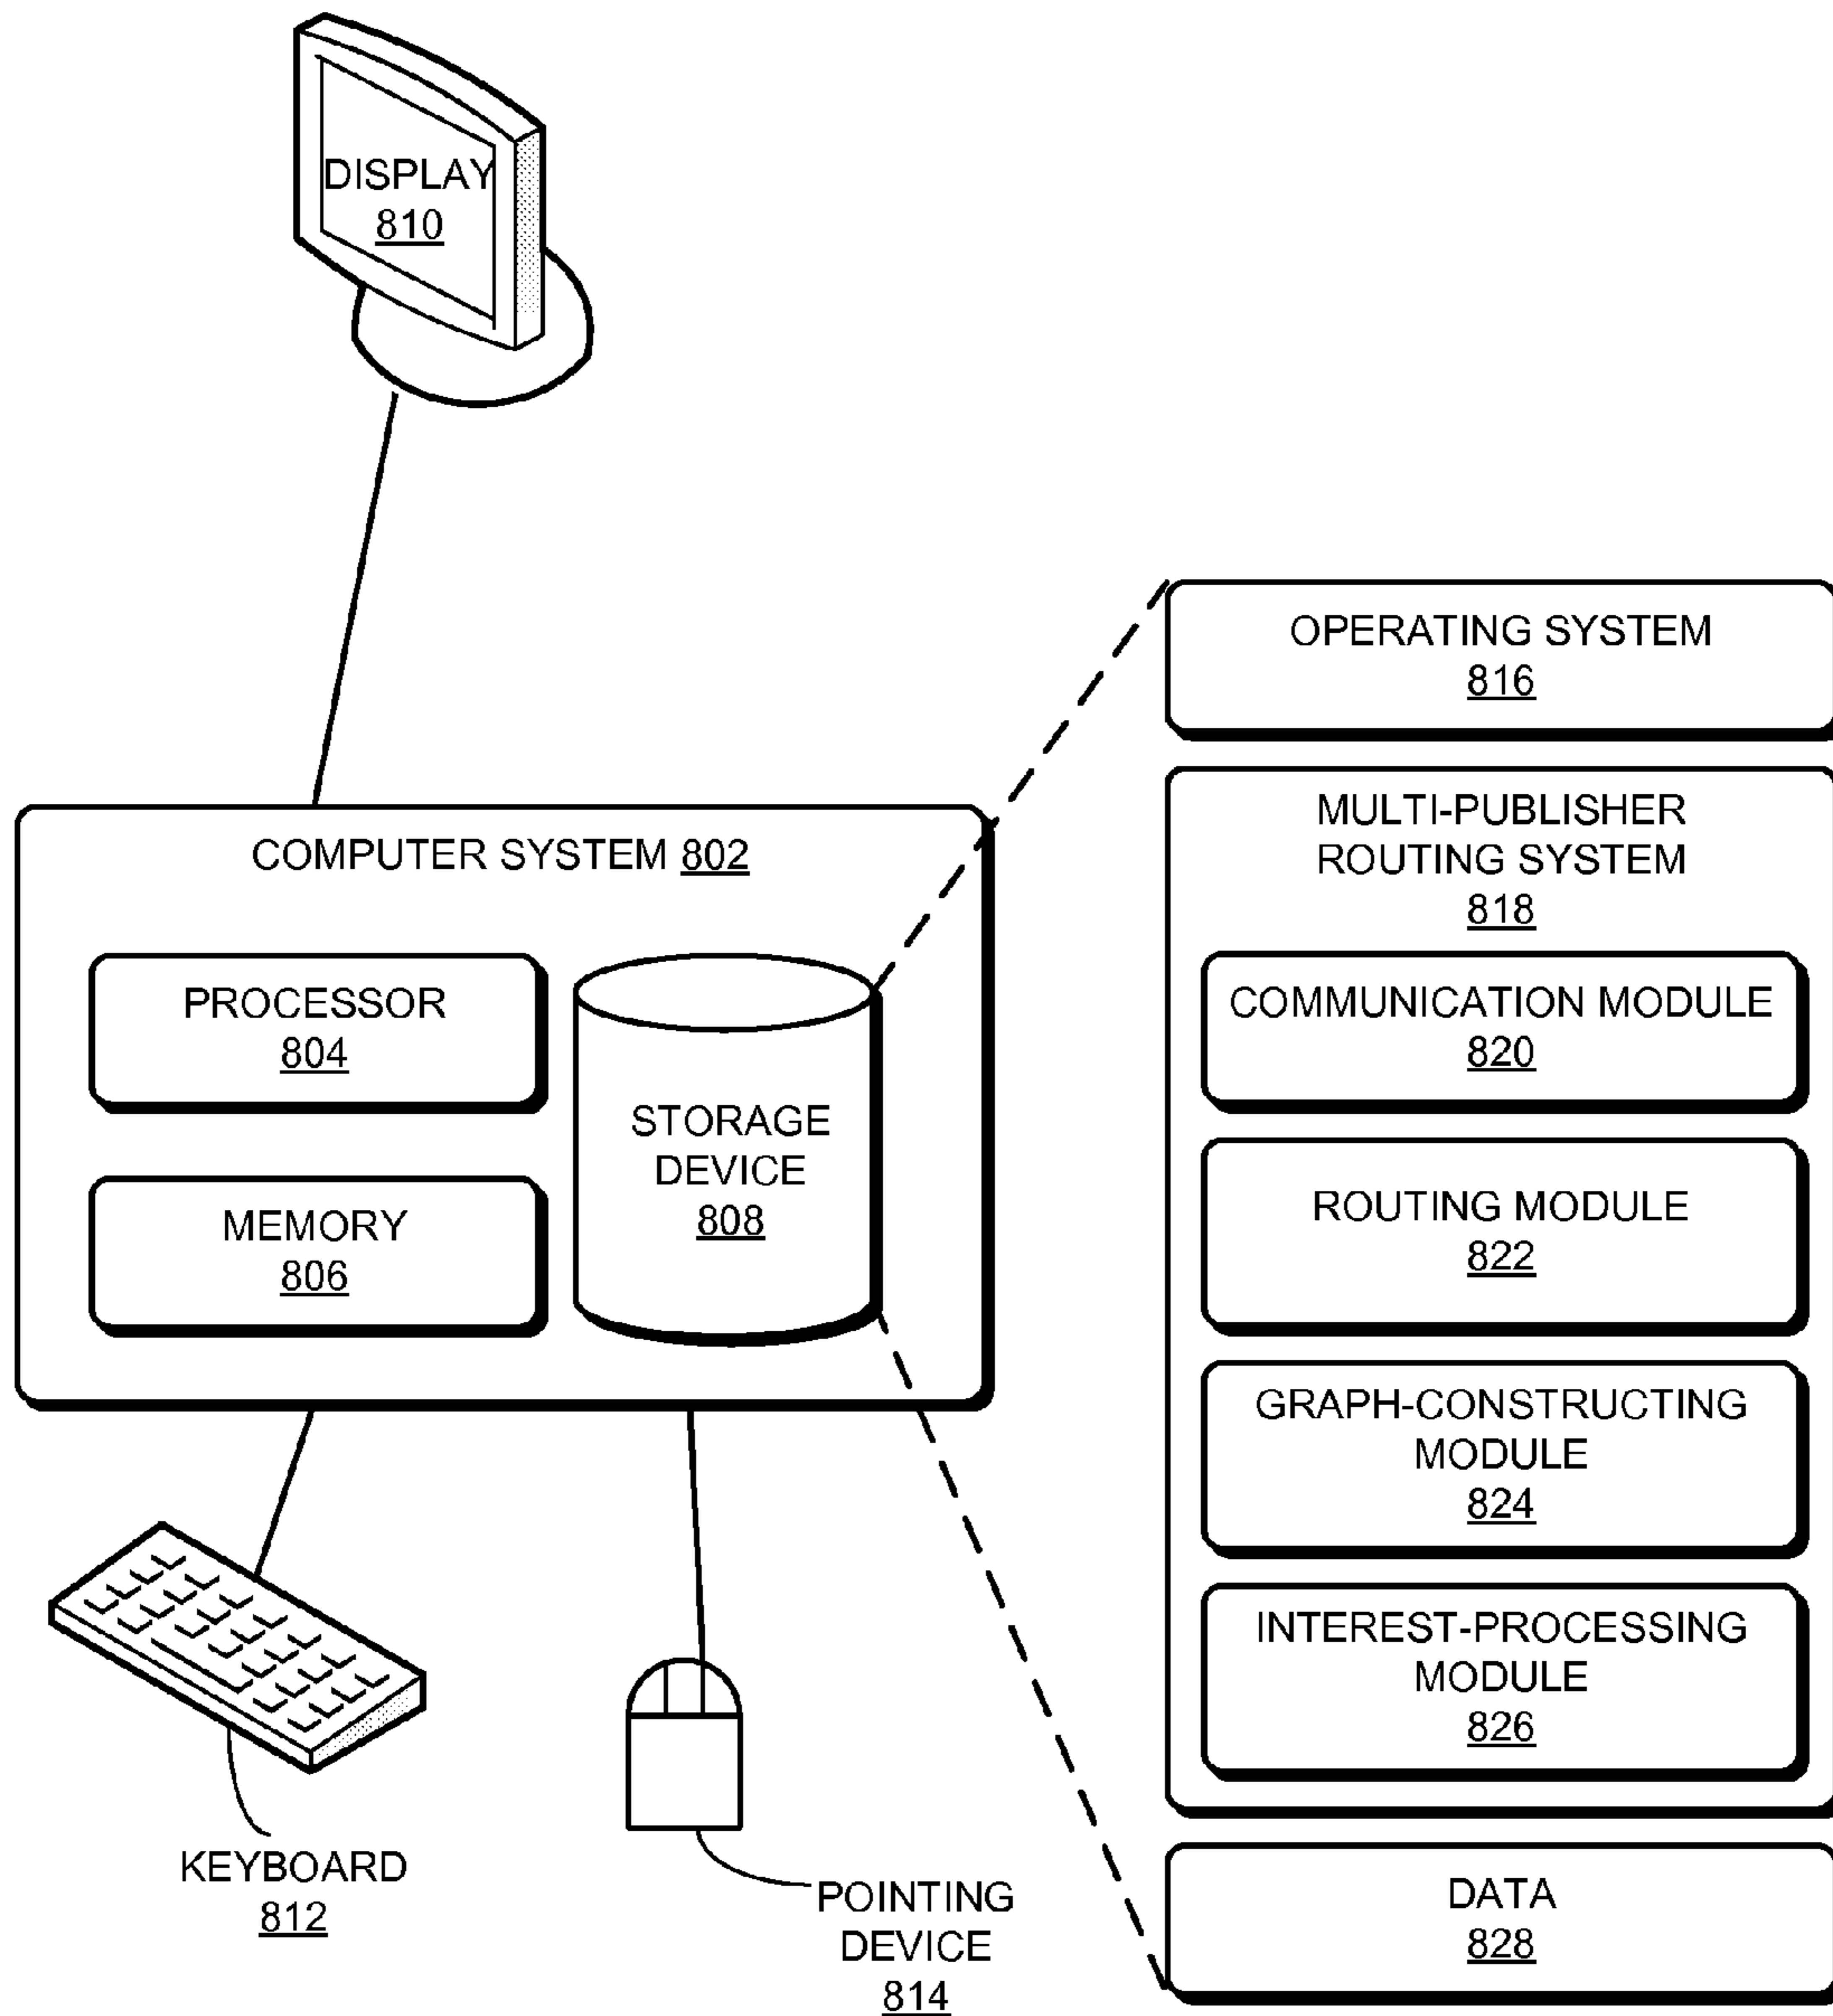 DISPLAY
810
COMPUTER SYSTEM 802
PROCESSOR
804
MEMORY
806
STORAGE
DEVICE
808
KEYBOARD
812
POINTING
DEVICE
814
OPERATING SYSTEM
816
MULTI-PUBLISHER
ROUTING SYSTEM
818
COMMUNICATION MODULE
820
ROUTING MODULE
822
GRAPH-CONSTRUCTING
MODULE
824
INTEREST-PROCESSING
MODULE
826
DATA
828